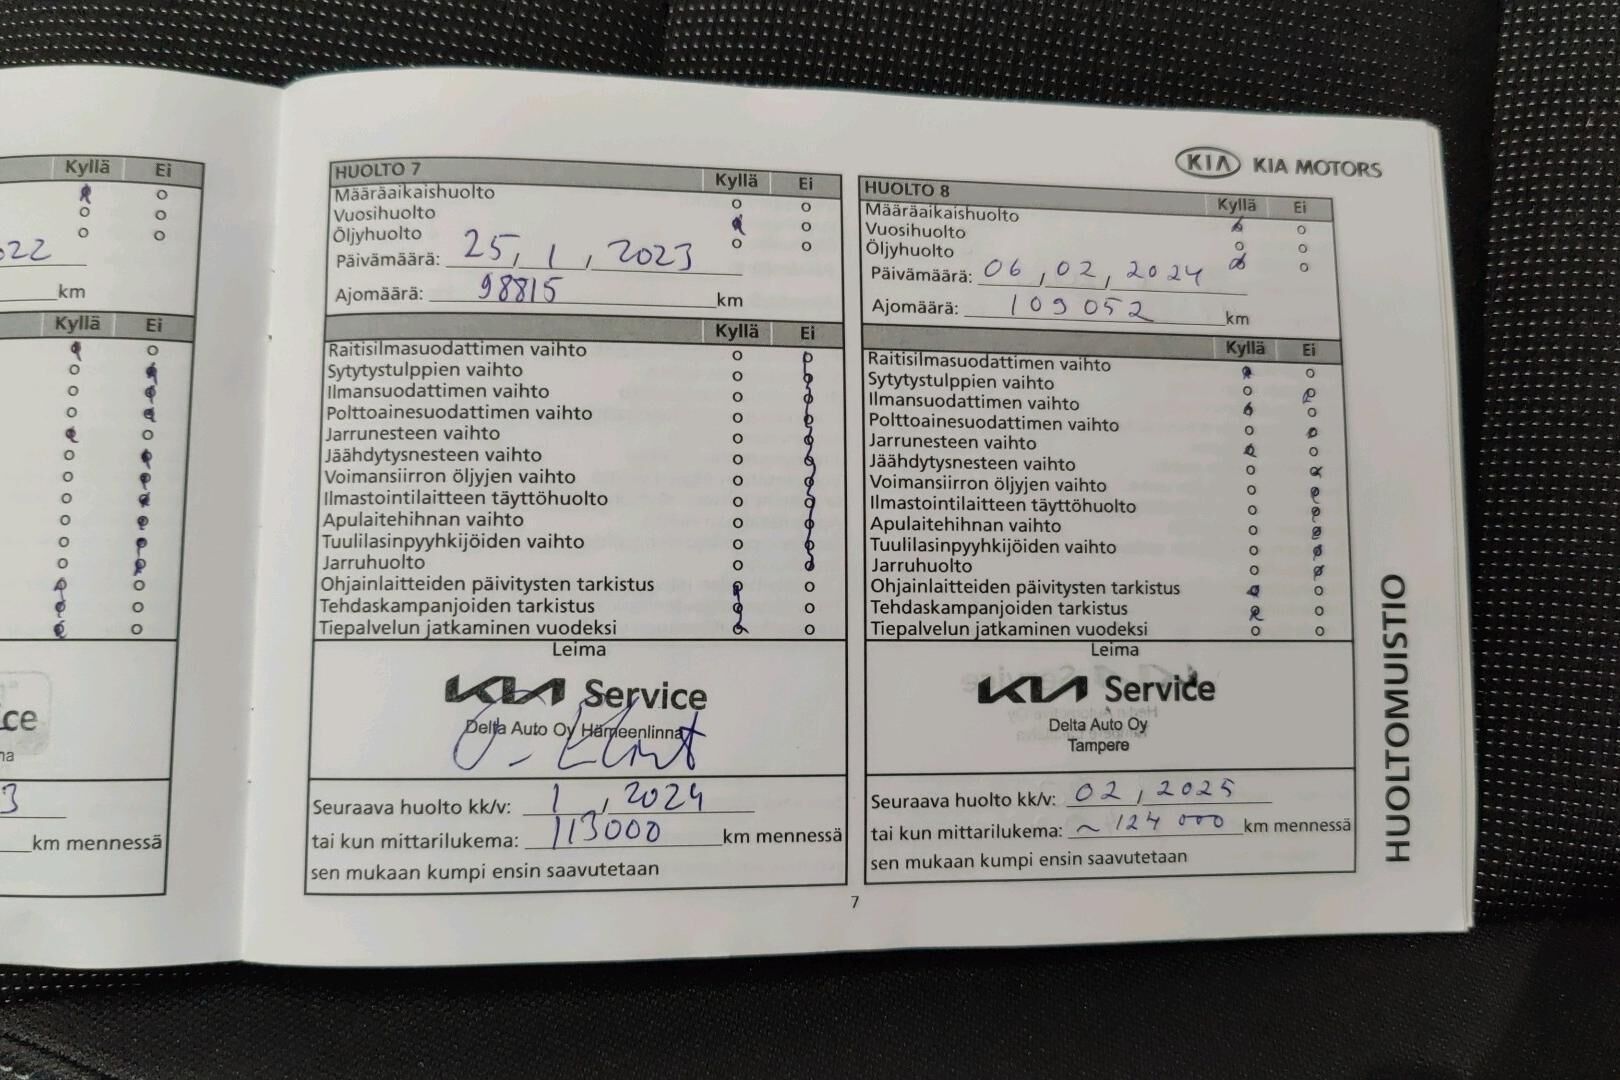 Kyllä Ei
022
km
Kyllä Ei
ce
na
3
km mennessä
HUOLTO 7 Kyllä Ei
Määräaikaishuolto
Vuosihuolto
Öljyhuolto
Päivämäärä: 25, 1, 2023
Ajomäärä: 98815 km
Kyllä Ei
Raitisilmasuodattimen vaihto
Sytytystulppien vaihto
Ilmansuodattimen vaihto
Polttoainesuodattimen vaihto
Jarrunesteen vaihto
Jäähdytysnesteen vaihto
Voimansiirron öljyjen vaihto
Ilmastointilaitteen täyttöhuolto
Apulaitehihnan vaihto
Tuulilasinpyyhkijöiden vaihto
Jarruhuolto
Ohjainlaitteiden päivitysten tarkistus
Tehdaskampanjoiden tarkistus
Tiepalvelun jatkaminen vuodeksi
Leima
KIA Service
Delta Auto Oy Hämeenlinna
Seuraava huolto kk/v: 1, 2024
tai kun mittarilukema: 113000 km mennessä
sen mukaan kumpi ensin saavutetaan
KIA KIA MOTORS
HUOLTO 8 Kyllä Ei
Määräaikaishuolto
Vuosihuolto
Öljyhuolto
Päivämäärä: 06, 02, 2024
Ajomäärä: 109 052 km
Kyllä Ei
Raitisilmasuodattimen vaihto
Sytytystulppien vaihto
Ilmansuodattimen vaihto
Polttoainesuodattimen vaihto
Jarrunesteen vaihto
Jäähdytysnesteen vaihto
Voimansiirron öljyjen vaihto
Ilmastointilaitteen täyttöhuolto
Apulaitehihnan vaihto
Tuulilasinpyyhkijöiden vaihto
Jarruhuolto
Ohjainlaitteiden päivitysten tarkistus
Tehdaskampanjoiden tarkistus
Tiepalvelun jatkaminen vuodeksi
Leima
KIA Service
Delta Auto Oy
Tampere
Seuraava huolto kk/v: 02, 2025
tai kun mittarilukema: ~ 124 000 km mennessä
sen mukaan kumpi ensin saavutetaan
HUOLTOMUISTIO
7